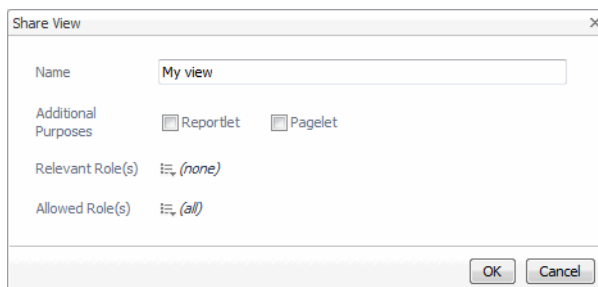 Share View
Name My view
Additional
Purposes Reportlet Pagelet
Relevant Role(s) (none)
Allowed Role(s) (all)
OK Cancel